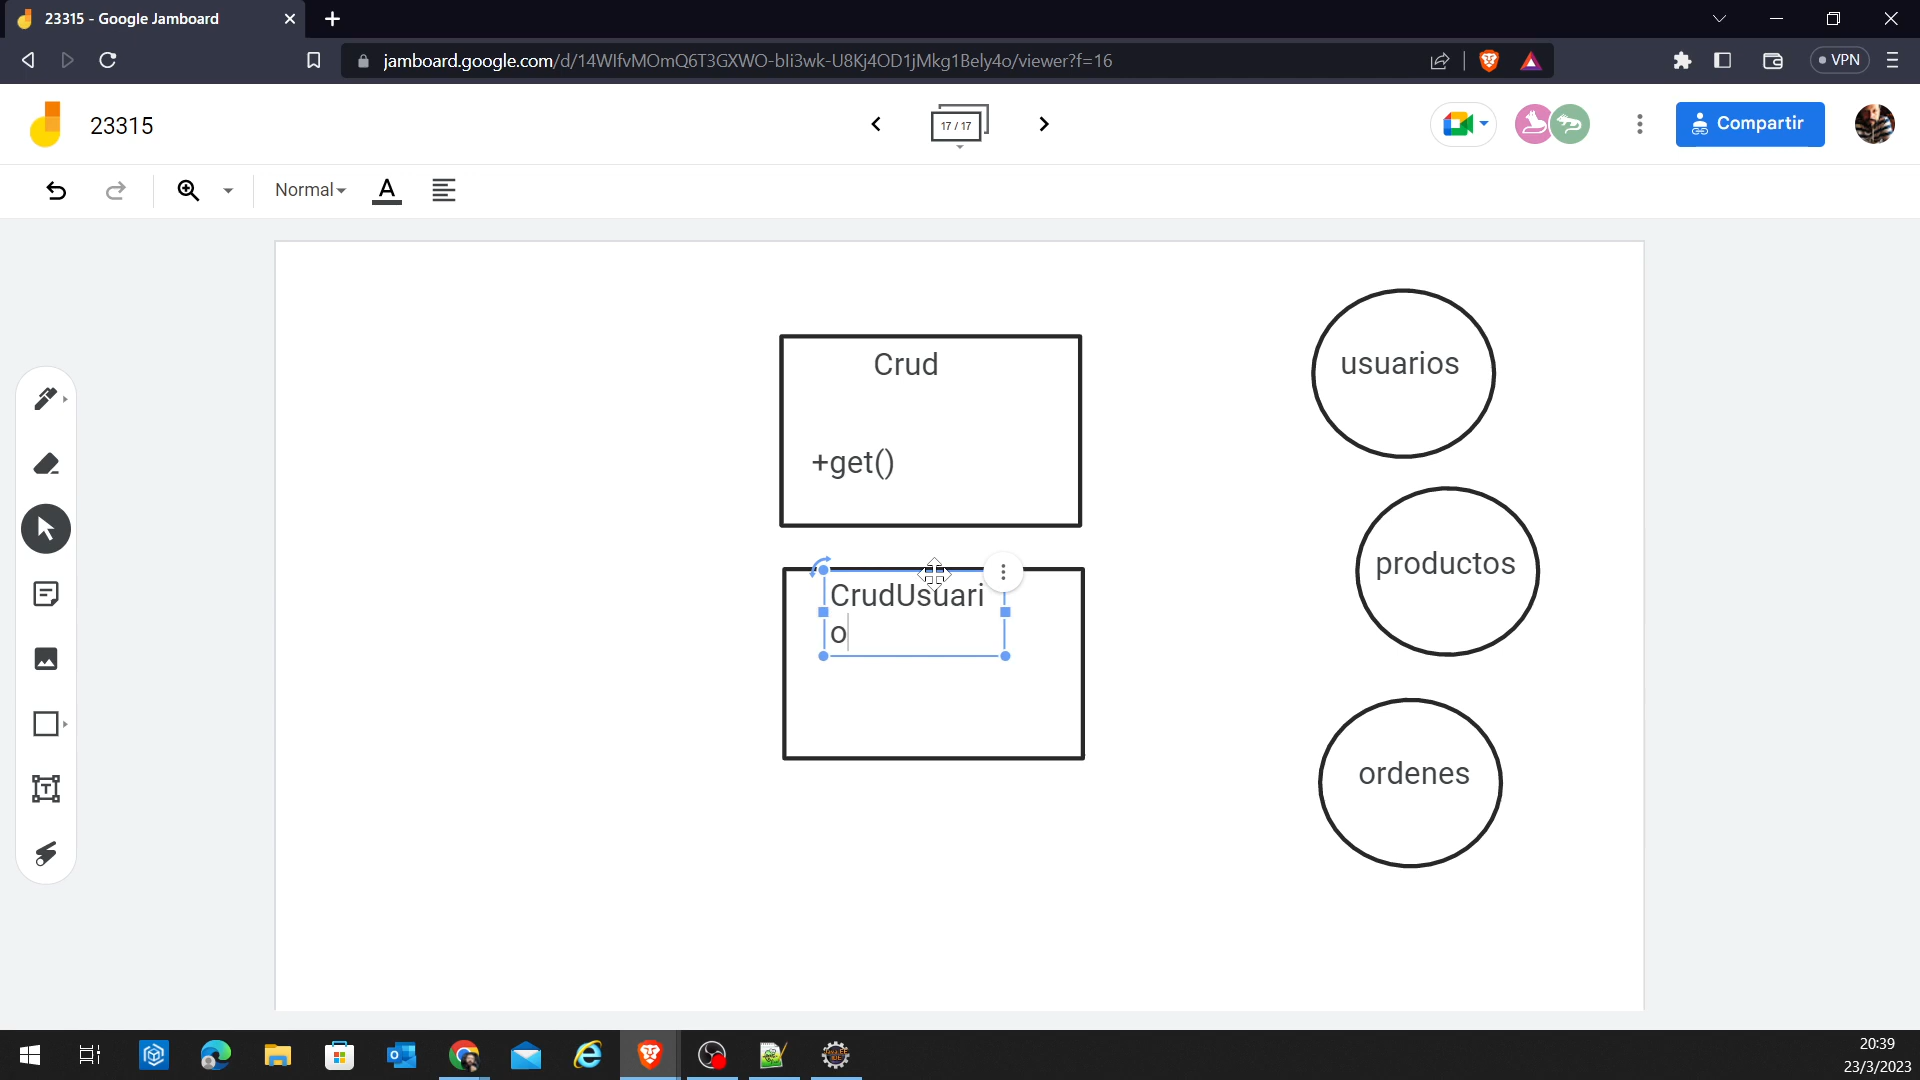 23315 - Google Jamboard
jamboard.google.com/d/14WIfvMOmQ6T3GXWO-bli3wk-U8Kj4OD1jMkg1Bely4o/viewer?f=16
VPN
23315
17 / 17
Compartir
Normal
A
Crud
+get()
CrudUsuari
o
usuarios
productos
ordenes
20:39
23/3/2023